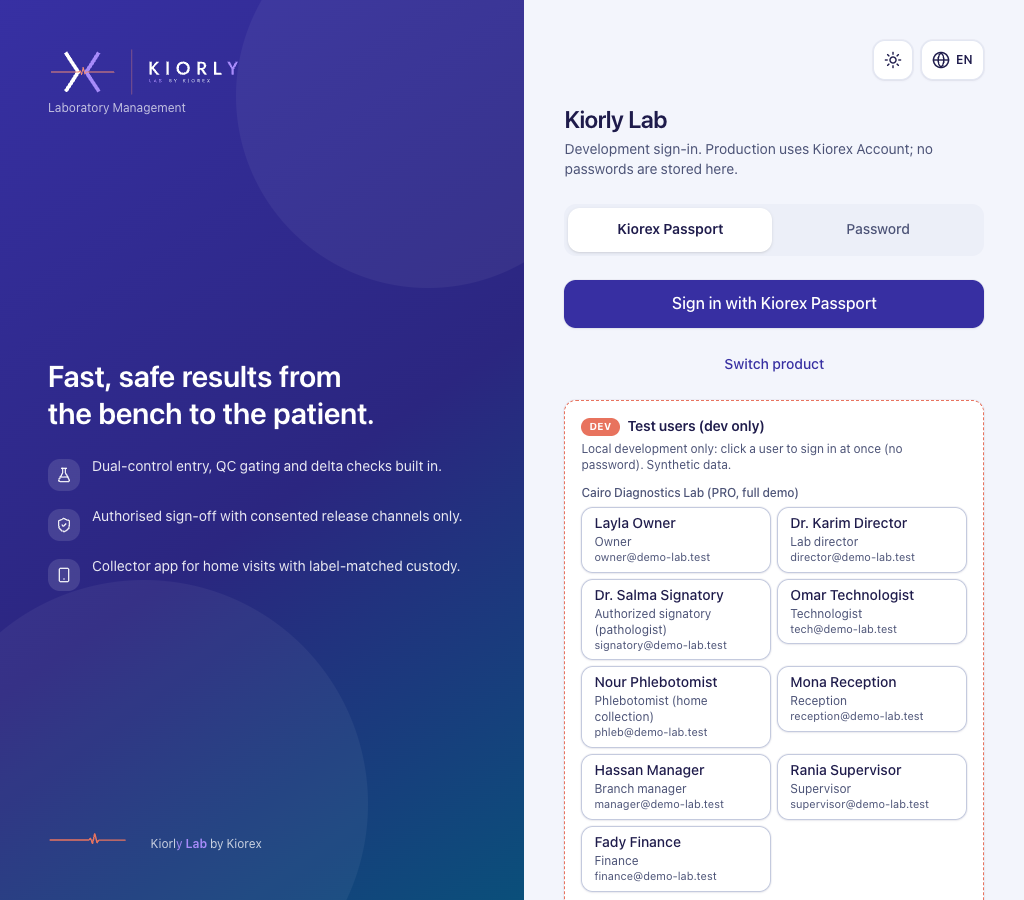 KIORLY
LAB BY KIOREX
Laboratory Management
Fast, safe results from
the bench to the patient.
Dual-control entry, QC gating and delta checks built in.
Authorised sign-off with consented release channels only.
Collector app for home visits with label-matched custody.
Kiorly Lab by Kiorex
EN
Kiorly Lab
Development sign-in. Production uses Kiorex Account; no
passwords are stored here.
Kiorex Passport
Password
Sign in with Kiorex Passport
Switch product
DEV Test users (dev only)
Local development only: click a user to sign in at once (no
password). Synthetic data.
Cairo Diagnostics Lab (PRO, full demo)
Layla Owner
Owner
owner@demo-lab.test
Dr. Karim Director
Lab director
director@demo-lab.test
Dr. Salma Signatory
Authorized signatory
(pathologist)
signatory@demo-lab.test
Omar Technologist
Technologist
tech@demo-lab.test
Nour Phlebotomist
Phlebotomist (home
collection)
phleb@demo-lab.test
Mona Reception
Reception
reception@demo-lab.test
Hassan Manager
Branch manager
manager@demo-lab.test
Rania Supervisor
Supervisor
supervisor@demo-lab.test
Fady Finance
Finance
finance@demo-lab.test